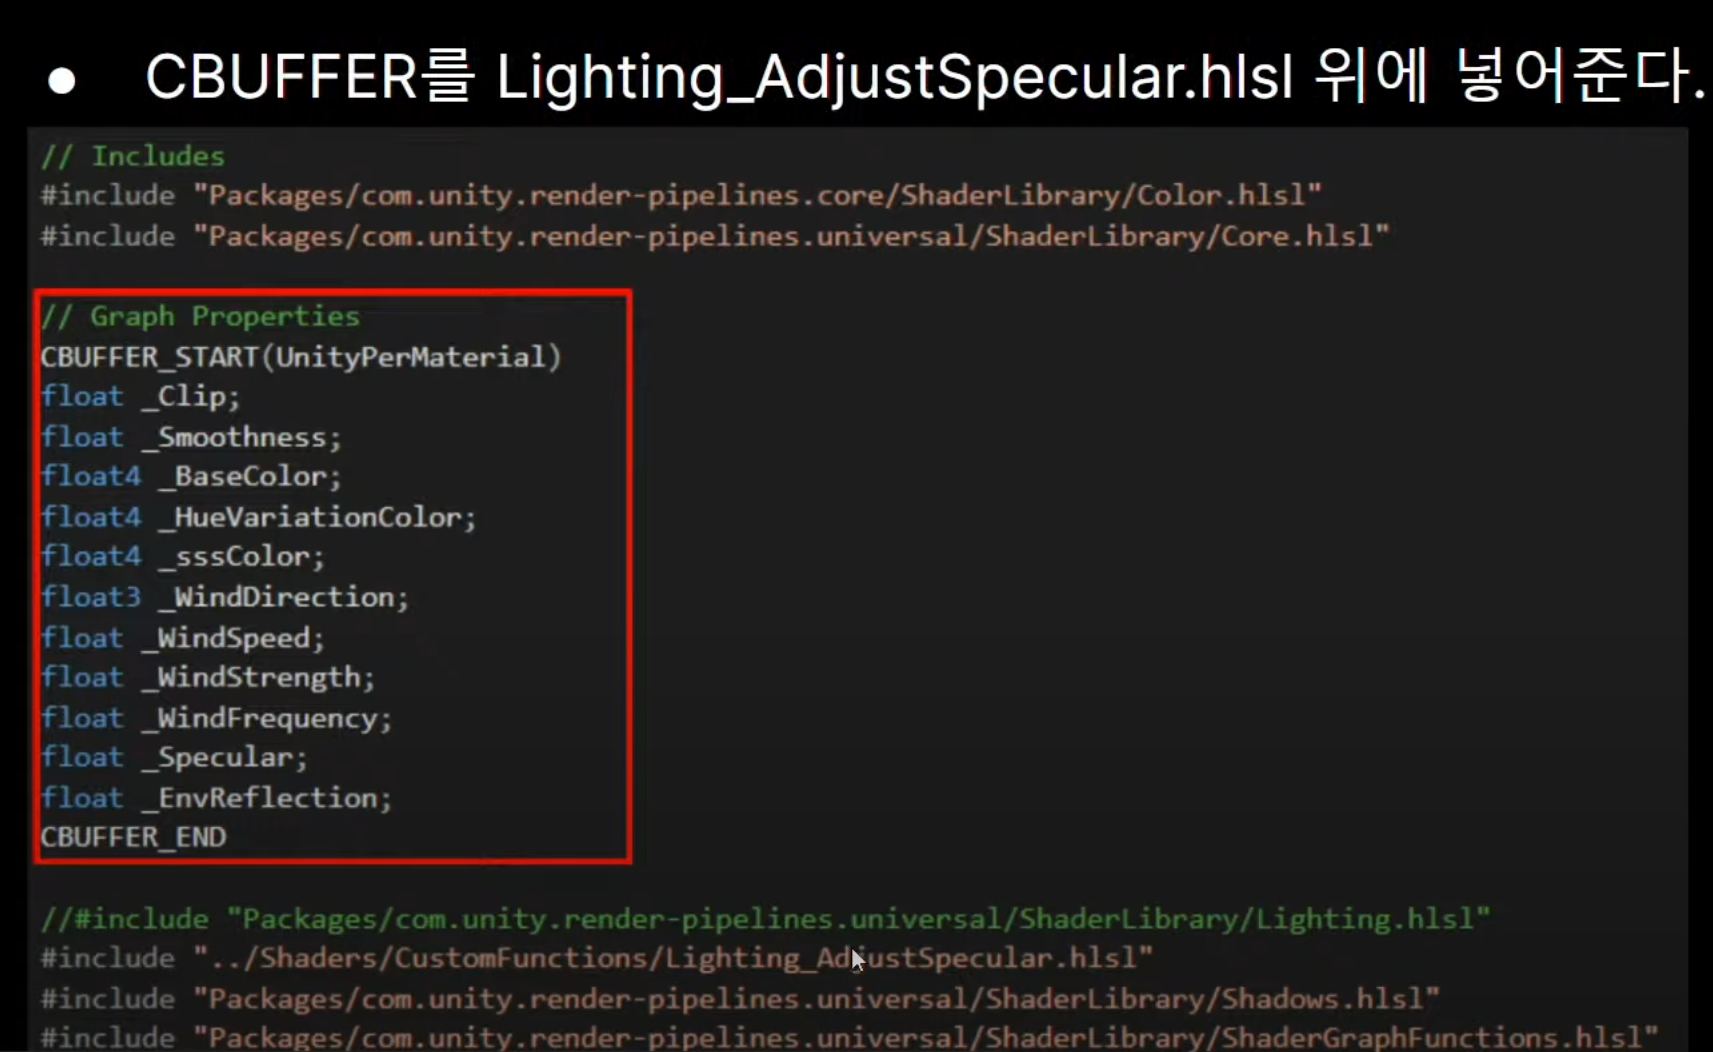 ● CBUFFER를 Lighting_AdjustSpecular.hlsl 위에 넣어준다.
// Includes
#include "Packages/com.unity.render-pipelines.core/ShaderLibrary/Color.hlsl"
#include "Packages/com.unity.render-pipelines.universal/ShaderLibrary/Core.hlsl"
// Graph Properties
CBUFFER_START(UnityPerMaterial)
float _Clip;
float _Smoothness;
float4 _BaseColor;
float4 _HueVariationColor;
float4 _sssColor;
float3 _WindDirection;
float _WindSpeed;
float _WindStrength;
float _WindFrequency;
float _Specular;
float _EnvReflection;
CBUFFER_END
//#include "Packages/com.unity.render-pipelines.universal/ShaderLibrary/Lighting.hlsl"
#include "../Shaders/CustomFunctions/Lighting_AdjustSpecular.hlsl"
#include "Packages/com.unity.render-pipelines.universal/ShaderLibrary/Shadows.hlsl"
#include "Packages/com.unity.render-pipelines.universal/ShaderLibrary/ShaderGraphFunctions.hlsl"